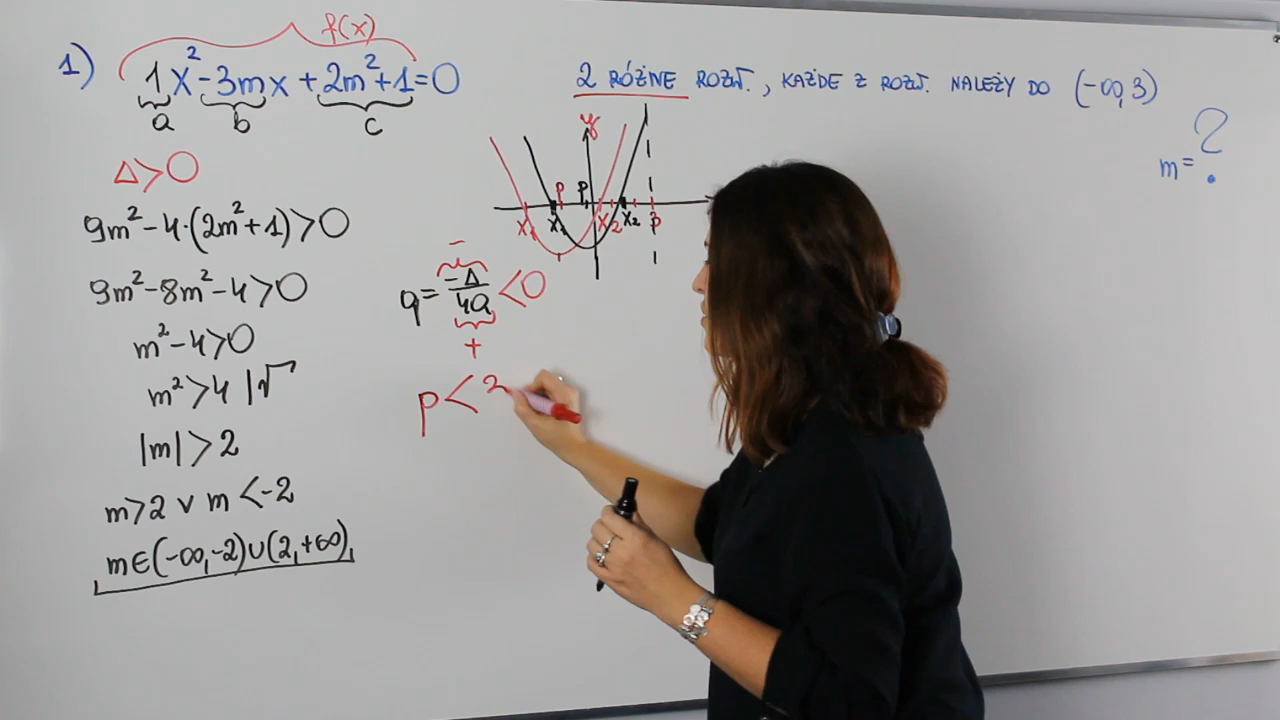 f(x)
1) 1x²-3mx+2m²+1=0
a b c
2 RÓŻNE ROZW., KAŻDE Z ROZW. NALEŻY DO (-∞,3)
m=?
Δ>0
9m²-4·(2m²+1)>0
9m²-8m²-4>0
m²-4>0
m²>4 |√
|m|>2
m>2 ∨ m<-2
m∈(-∞,-2)∪(2,+∞)
y
p p
x₁ x₁ x₂ x₂ p
-
q=-Δ/4a<0
+
p<